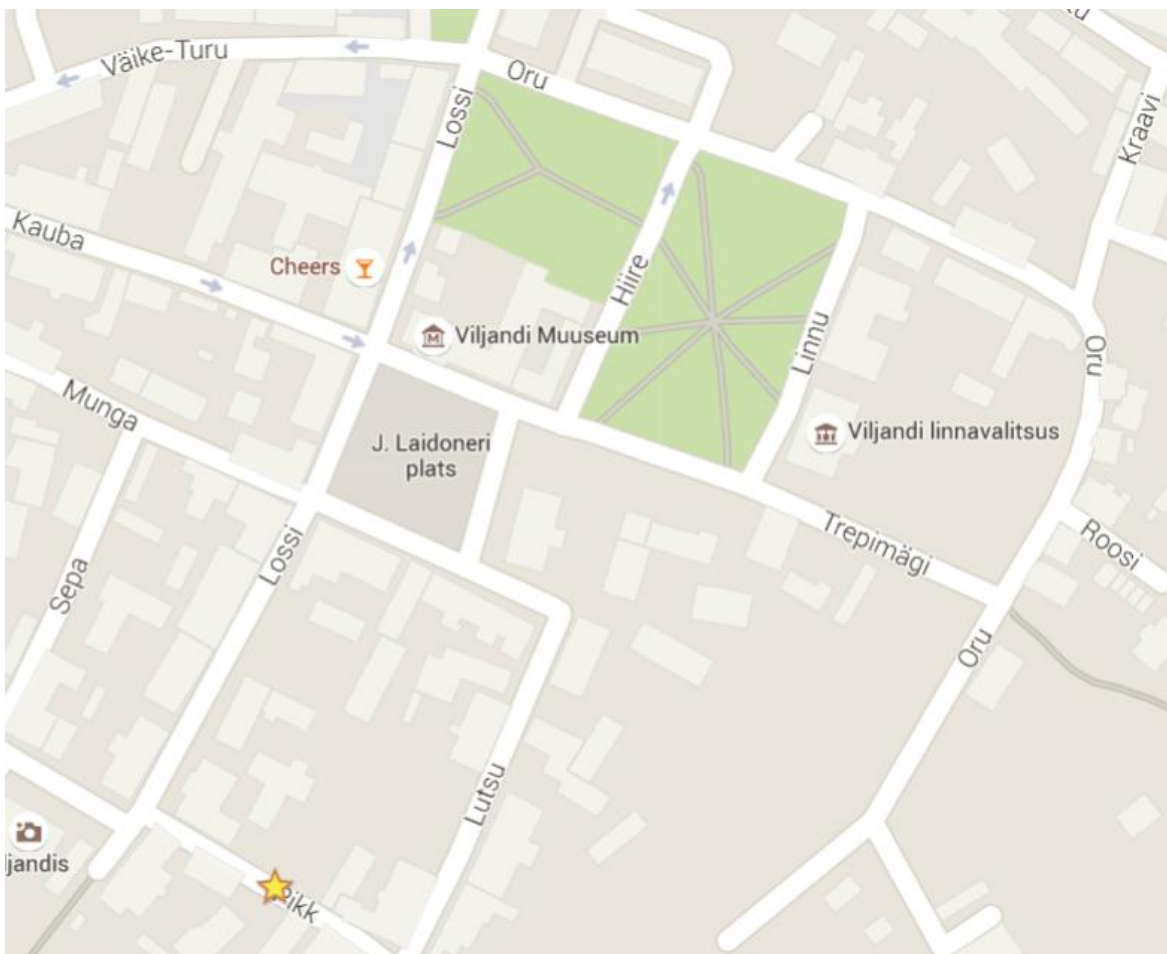 Väike-Turu
Oru
Lossi
Kraavi
Kauba
Cheers
Hiire
Viljandi Muuseum
M
Linnu
Oru
Munga
J. Laidoneri
plats
Viljandi linnavalitsus
Trepimägi
Roosi
Lossi
Sepa
Oru
Lutsu
ljandis